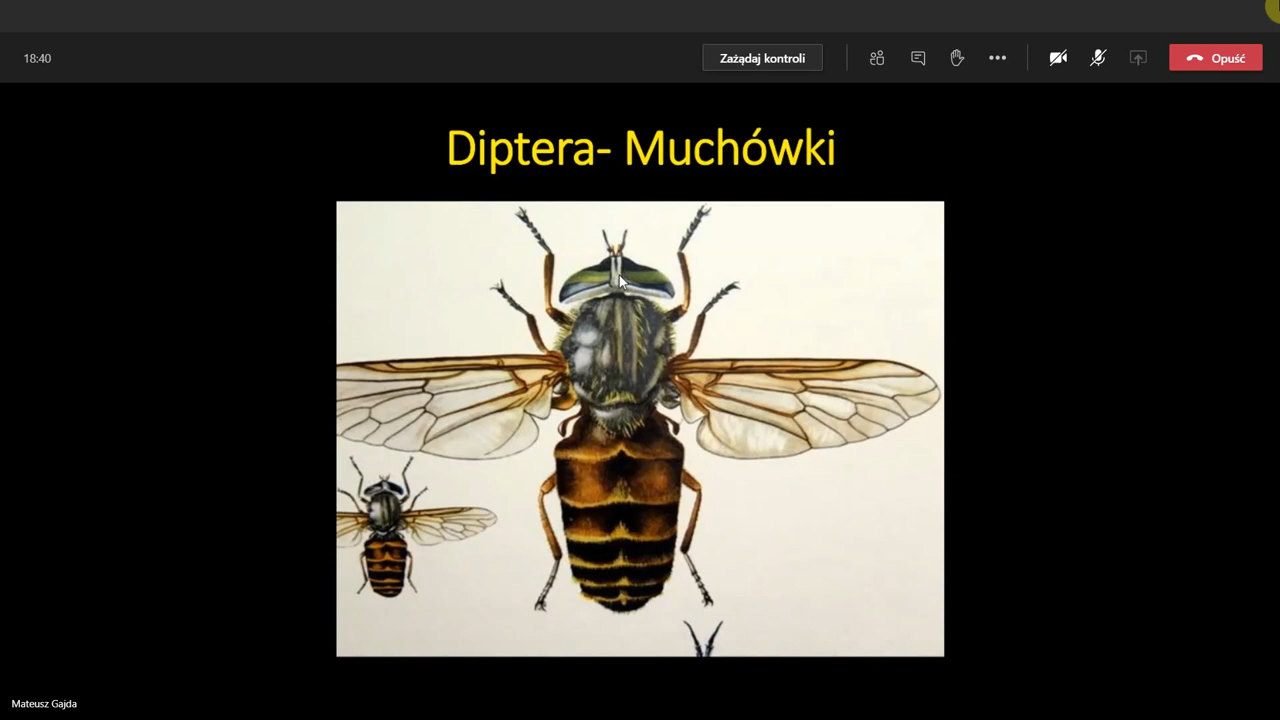 18:40
Zażądaj kontroli
Opuść
Diptera- Muchówki
Mateusz Gajda